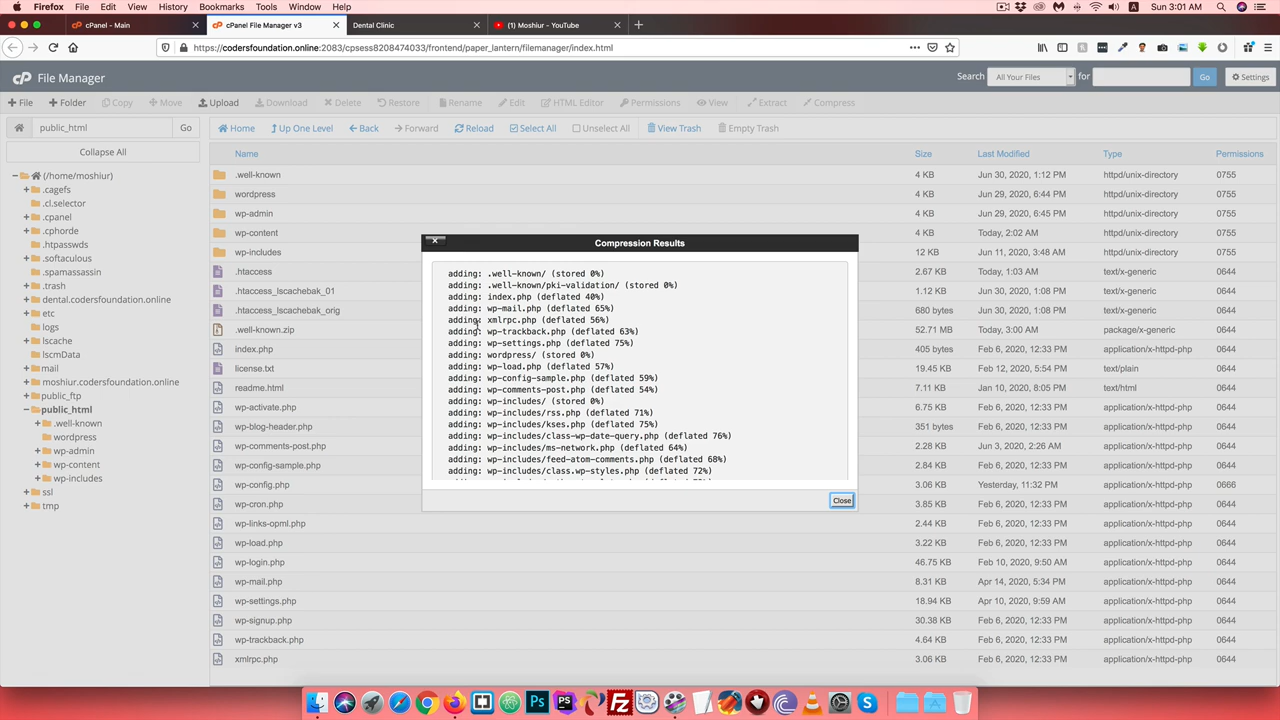 Firefox File Edit View History Bookmarks Tools Window Help
Sun 3:01 AM
cPanel - Main
cPanel File Manager v3
Dental Clinic
(1) Moshiur - YouTube
https://codersfoundation.online:2083/cpsess8208474033/frontend/paper_lantern/filemanager/index.html
File Manager
Search All Your Files for Go Settings
File Folder Copy Move Upload Download Delete Restore Rename Edit HTML Editor Permissions View Extract Compress
public_html Go
Home Up One Level Back Forward Reload Select All Unselect All View Trash Empty Trash
Collapse All
(/home/moshiur)
.cagefs
.cl.selector
.cpanel
.cphorde
.htpasswds
.softaculous
.spamassassin
.trash
dental.codersfoundation.online
etc
logs
lscache
lscmData
mail
moshiur.codersfoundation.online
public_ftp
public_html
.well-known
wordpress
wp-admin
wp-content
wp-includes
ssl
tmp
Name Size Last Modified Type Permissions
.well-known 4 KB Jun 30, 2020, 1:12 PM httpd/unix-directory 0755
wordpress 4 KB Jun 29, 2020, 6:44 PM httpd/unix-directory 0755
wp-admin 4 KB Jun 29, 2020, 6:45 PM httpd/unix-directory 0755
wp-content 4 KB Today, 2:02 AM httpd/unix-directory 0755
wp-includes 12 KB Jun 11, 2020, 3:48 AM httpd/unix-directory 0755
.htaccess 2.67 KB Today, 1:03 AM text/x-generic 0644
.htaccess_lscachebak_01 1.12 KB Jun 30, 2020, 1:12 PM text/x-generic 0644
.htaccess_lscachebak_orig 680 bytes Jun 30, 2020, 1:12 PM text/x-generic 0644
.well-known.zip 52.71 MB Today, 3:00 AM package/x-generic 0644
index.php 405 bytes Feb 6, 2020, 12:33 PM application/x-httpd-php 0644
license.txt 19.45 KB Feb 12, 2020, 5:54 PM text/plain 0644
readme.html 7.11 KB Jan 10, 2020, 8:05 PM text/html 0644
wp-activate.php 6.75 KB Feb 6, 2020, 12:33 PM application/x-httpd-php 0644
wp-blog-header.php 351 bytes Feb 6, 2020, 12:33 PM application/x-httpd-php 0644
wp-comments-post.php 2.28 KB Jun 3, 2020, 2:26 AM application/x-httpd-php 0644
wp-config-sample.php 2.84 KB Feb 6, 2020, 12:33 PM application/x-httpd-php 0644
wp-config.php 3.06 KB Yesterday, 11:32 PM application/x-httpd-php 0666
wp-cron.php 3.85 KB Feb 6, 2020, 12:33 PM application/x-httpd-php 0644
wp-links-opml.php 2.44 KB Feb 6, 2020, 12:33 PM application/x-httpd-php 0644
wp-load.php 3.22 KB Feb 6, 2020, 12:33 PM application/x-httpd-php 0644
wp-login.php 46.75 KB Feb 10, 2020, 9:50 AM application/x-httpd-php 0644
wp-mail.php 8.31 KB Apr 14, 2020, 5:34 PM application/x-httpd-php 0644
wp-settings.php 18.94 KB Apr 10, 2020, 9:59 AM application/x-httpd-php 0644
wp-signup.php 30.38 KB Feb 6, 2020, 12:33 PM application/x-httpd-php 0644
wp-trackback.php 4.64 KB Feb 6, 2020, 12:33 PM application/x-httpd-php 0644
xmlrpc.php 3.06 KB Feb 6, 2020, 12:33 PM application/x-httpd-php 0644
Compression Results
adding: .well-known/ (stored 0%)
adding: .well-known/pki-validation/ (stored 0%)
adding: index.php (deflated 40%)
adding: wp-mail.php (deflated 65%)
adding: xmlrpc.php (deflated 56%)
adding: wp-trackback.php (deflated 63%)
adding: wp-settings.php (deflated 75%)
adding: wordpress/ (stored 0%)
adding: wp-load.php (deflated 57%)
adding: wp-config-sample.php (deflated 59%)
adding: wp-comments-post.php (deflated 54%)
adding: wp-includes/ (stored 0%)
adding: wp-includes/rss.php (deflated 71%)
adding: wp-includes/kses.php (deflated 75%)
adding: wp-includes/class-wp-date-query.php (deflated 76%)
adding: wp-includes/ms-network.php (deflated 64%)
adding: wp-includes/feed-atom-comments.php (deflated 68%)
adding: wp-includes/class.wp-styles.php (deflated 72%)
Close